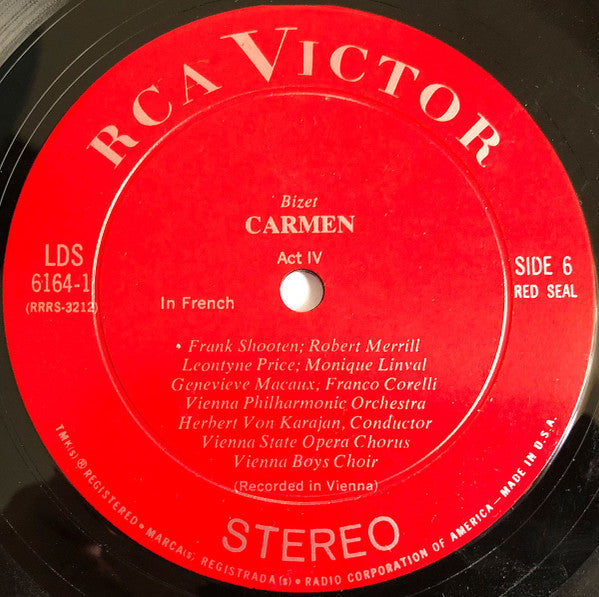 RCA VICTOR
Bizet
CARMEN
Act IV
LDS
6164-1
(RRRS-3212)
SIDE 6
RED SEAL
In French
• Frank Shooten; Robert Merrill
Leontyne Price; Monique Linval
Genevieve Macaux; Franco Corelli
Vienna Philharmonic Orchestra
Herbert Von Karajan, Conductor
Vienna State Opera Chorus
Vienna Boys Choir
(Recorded in Vienna)
STEREO
TMK(s) ® REGISTERED • MARCA(s) REGISTRADA(s) • RADIO CORPORATION OF AMERICA—MADE IN U.S.A.